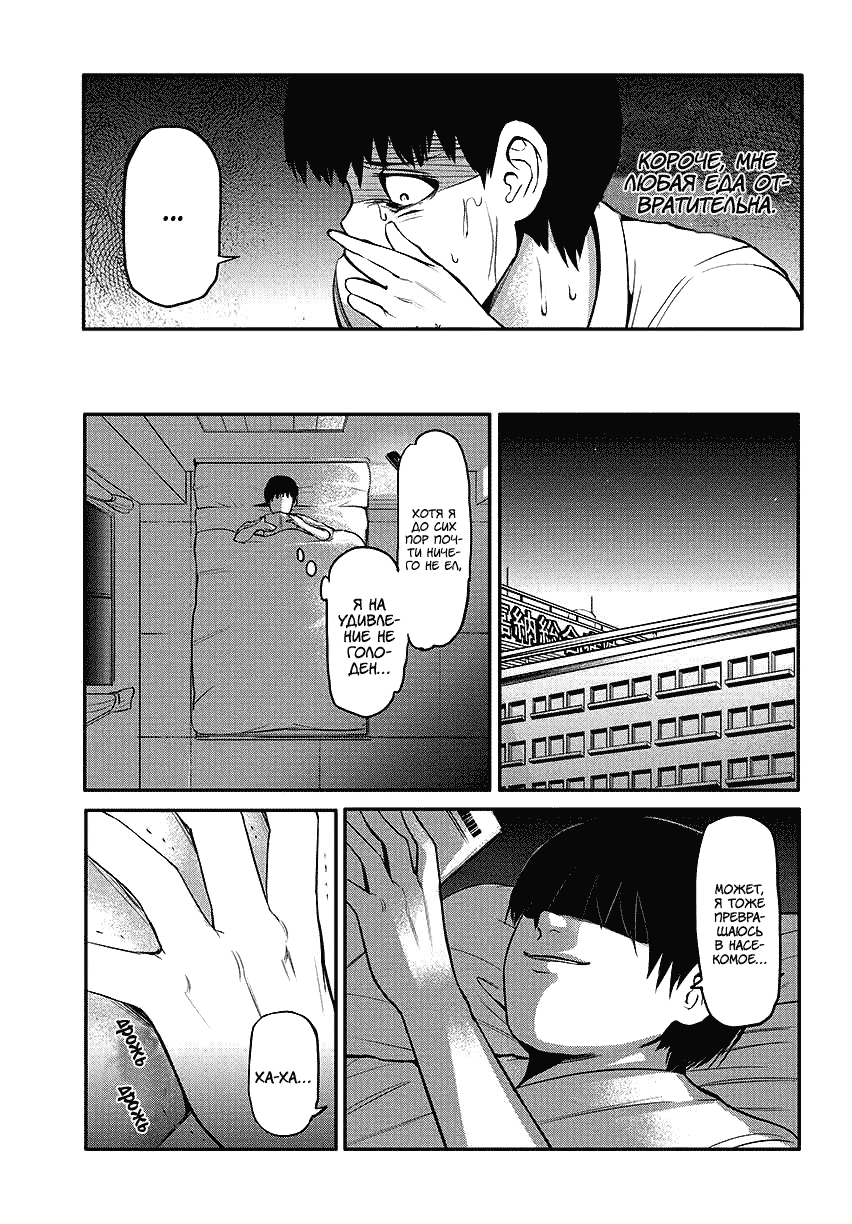 КОРОЧЕ, МНЕ
ЛЮБАЯ ЕДА ОТ-
ВРАТИТЕЛЬНА.
...
ХОТЯ Я
ДО СИХ
ПОР ПОЧ-
ТИ НИЧЕ-
ГО НЕ ЕЛ,
Я НА
УДИВЛЕ-
НИЕ НЕ
ГОЛО-
ДЕН...
МОЖЕТ,
Я ТОЖЕ
ПРЕВРА-
ЩАЮСЬ
В НАСЕ-
КОМОЕ...
ХА-ХА...
ДРОЖЬ
ДРОЖЬ